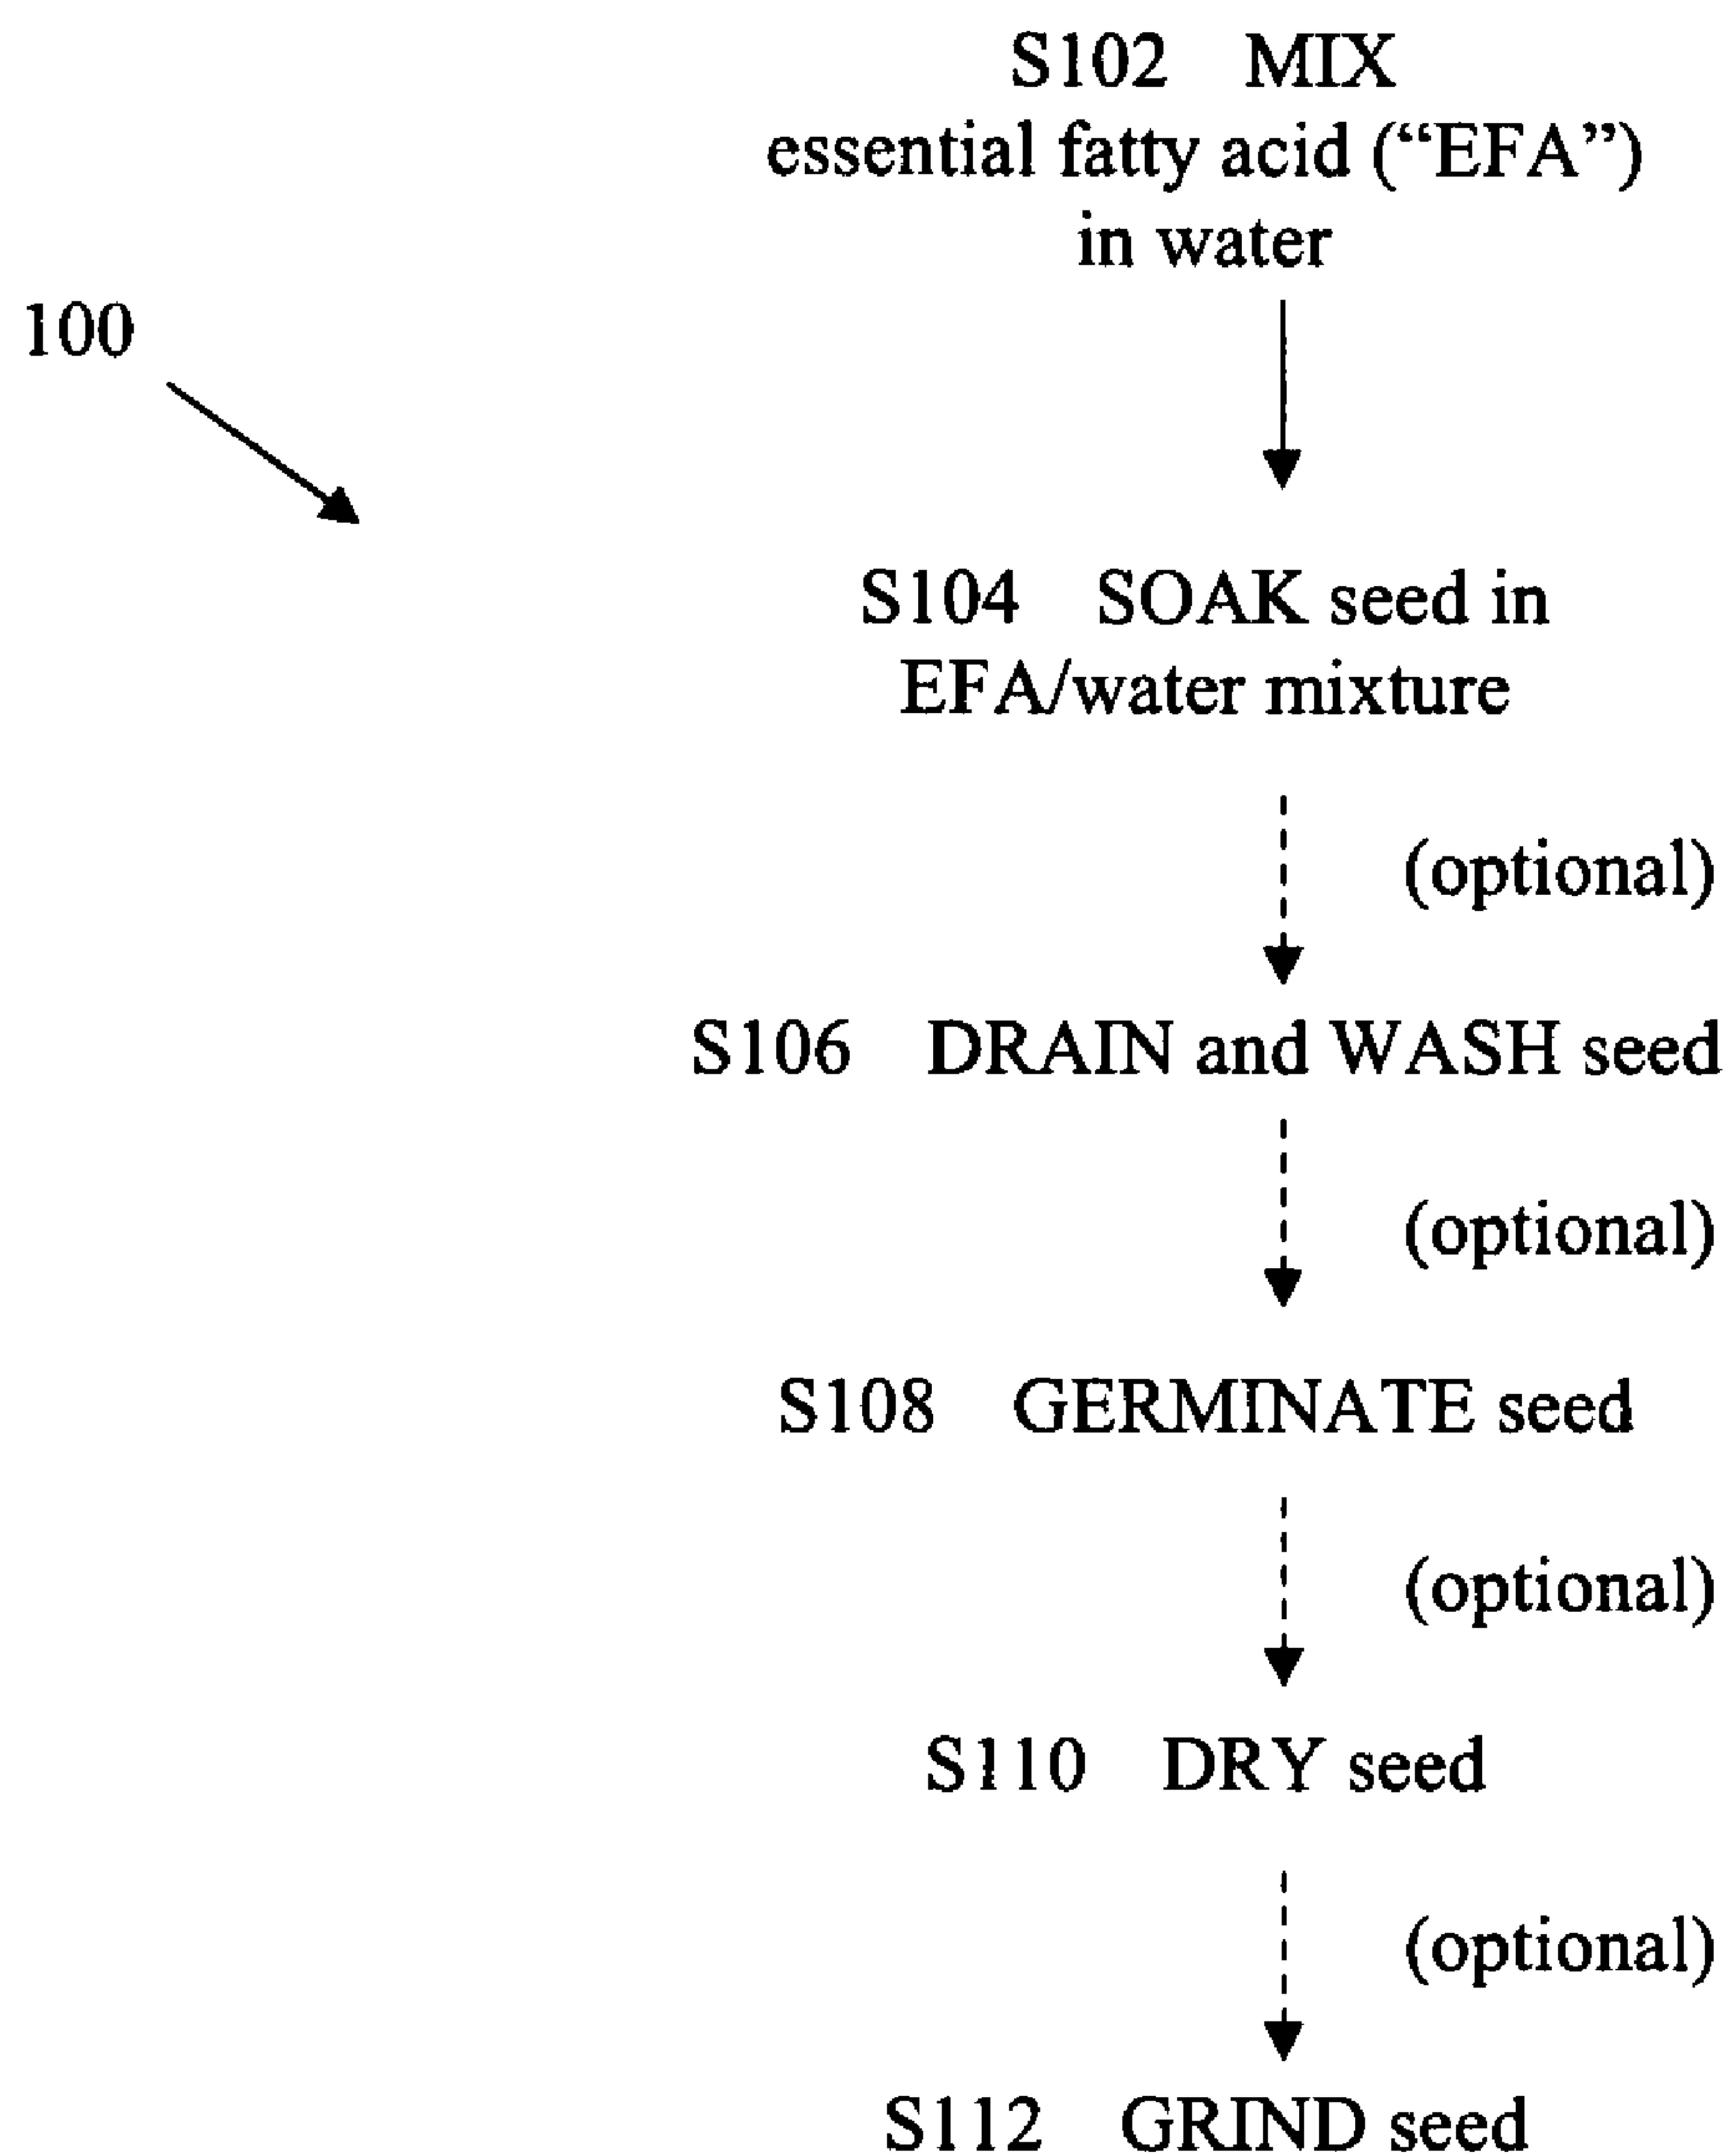 S102 MIX
essential fatty acid (“EFA”)
in water
100
S104 SOAK seed in
EFA/water mixture
(optional)
S106 DRAIN and WASH seed
(optional)
S108 GERMINATE seed
(optional)
S110 DRY seed
(optional)
S112 GRIND seed